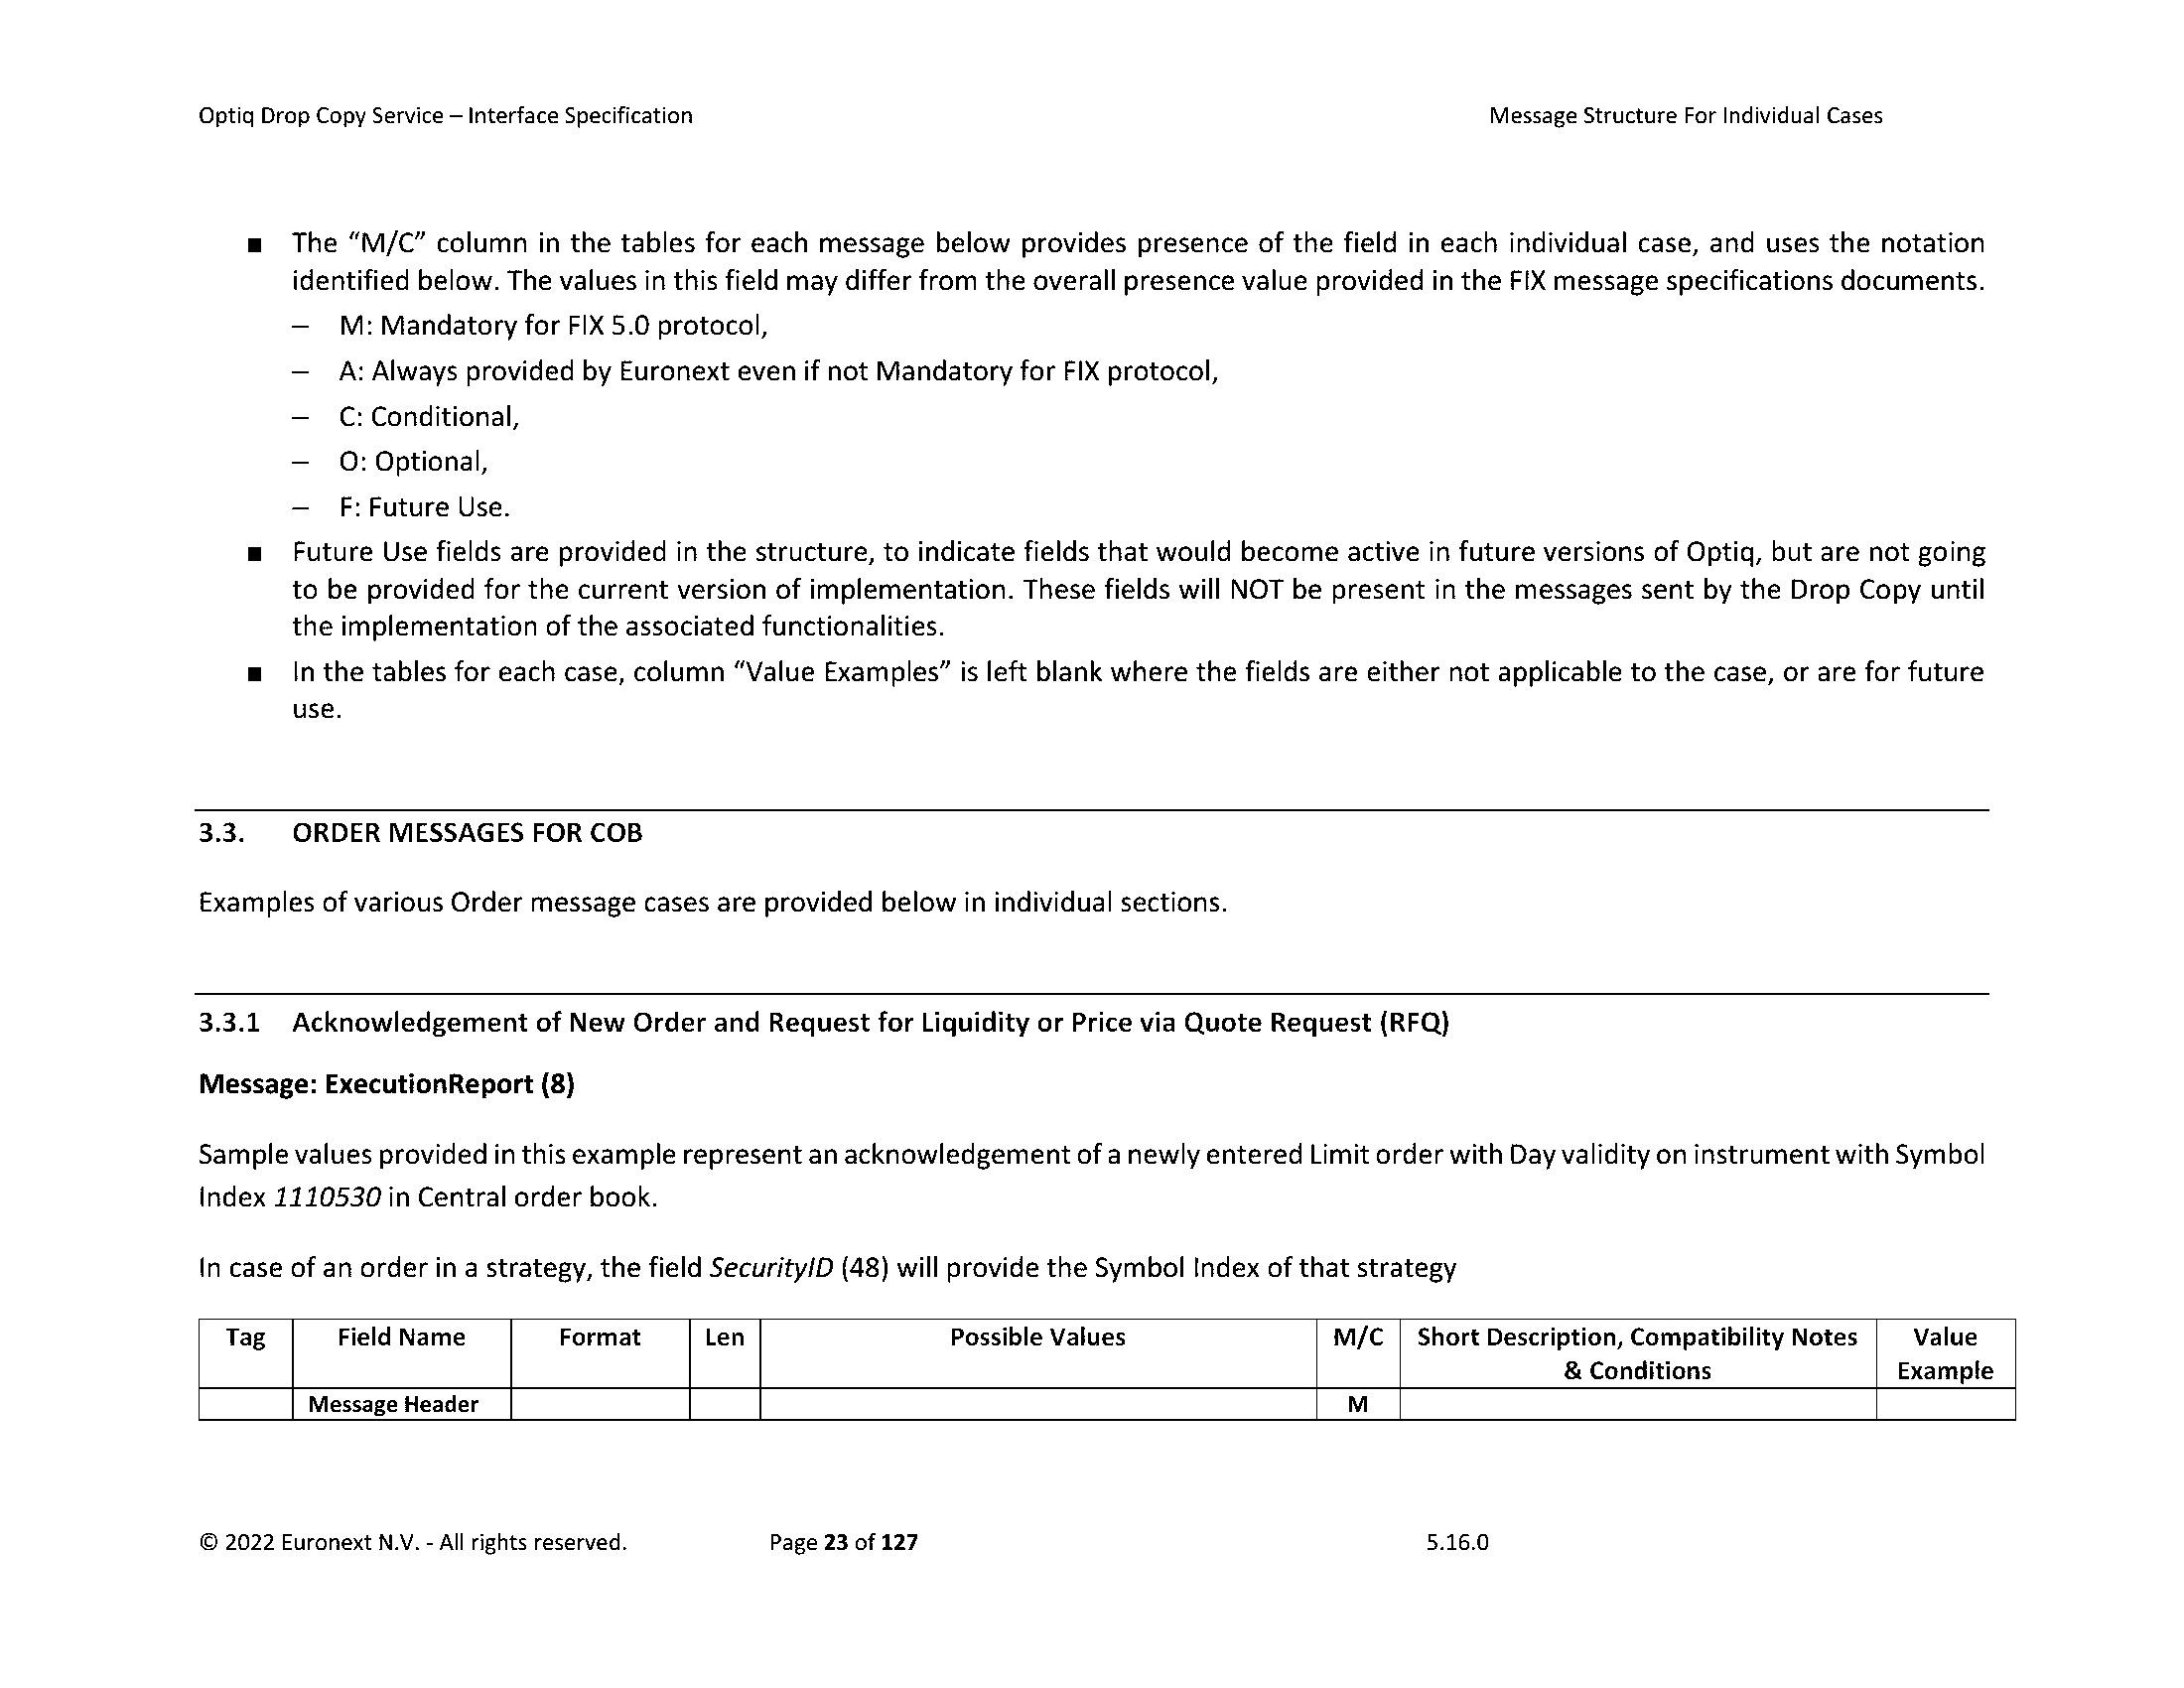 Optiq Drop Copy Service – Interface Specification
Message Structure For Individual Cases
■ The “M/C” column in the tables for each message below provides presence of the field in each individual case, and uses the notation
identified below. The values in this field may differ from the overall presence value provided in the FIX message specifications documents.
– M: Mandatory for FIX 5.0 protocol,
– A: Always provided by Euronext even if not Mandatory for FIX protocol,
– C: Conditional,
– O: Optional,
– F: Future Use.
■ Future Use fields are provided in the structure, to indicate fields that would become active in future versions of Optiq, but are not going
to be provided for the current version of implementation. These fields will NOT be present in the messages sent by the Drop Copy until
the implementation of the associated functionalities.
■ In the tables for each case, column “Value Examples” is left blank where the fields are either not applicable to the case, or are for future
use.
3.3. ORDER MESSAGES FOR COB
Examples of various Order message cases are provided below in individual sections.
3.3.1 Acknowledgement of New Order and Request for Liquidity or Price via Quote Request (RFQ)
Message: ExecutionReport (8)
Sample values provided in this example represent an acknowledgement of a newly entered Limit order with Day validity on instrument with Symbol
Index 1110530 in Central order book.
In case of an order in a strategy, the field SecurityID (48) will provide the Symbol Index of that strategy
Tag Field Name Format Len Possible Values M/C Short Description, Compatibility Notes Value
& Conditions Example
Message Header M
© 2022 Euronext N.V. - All rights reserved. Page 23 of 127 5.16.0